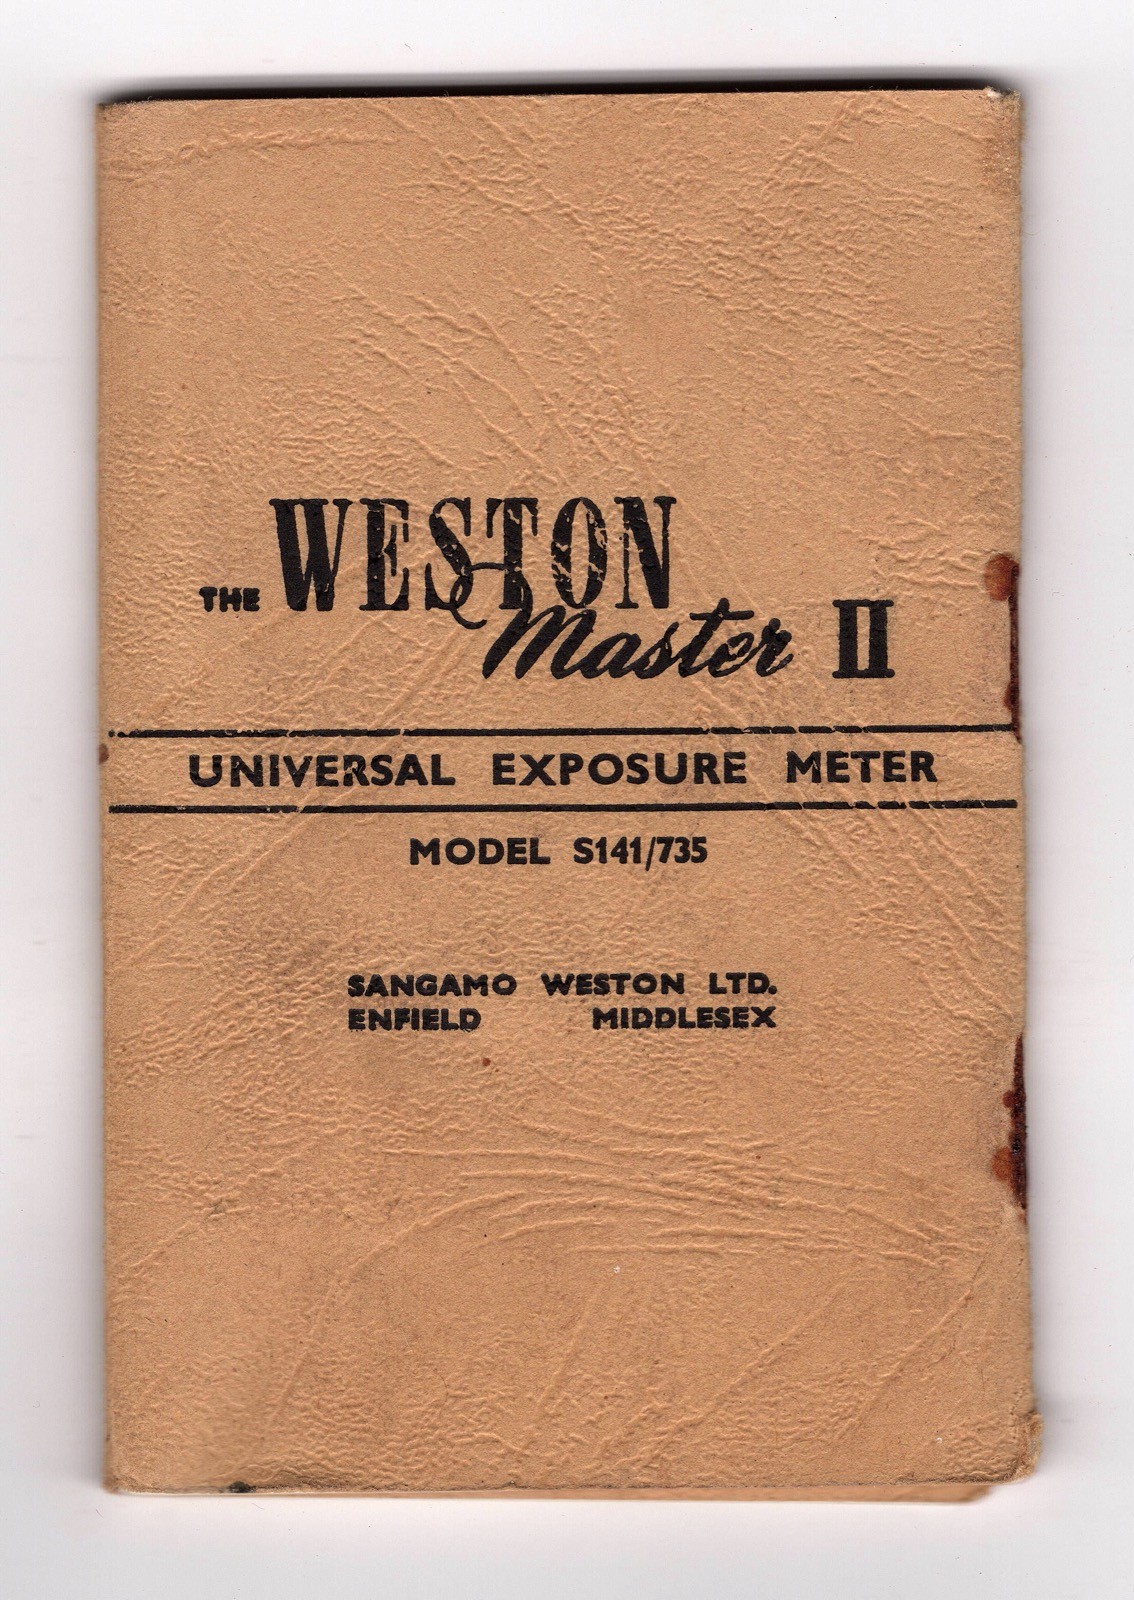 THE WESTON
Master II
UNIVERSAL EXPOSURE METER
MODEL S141/735
SANGAMO WESTON LTD.
ENFIELD MIDDLESEX